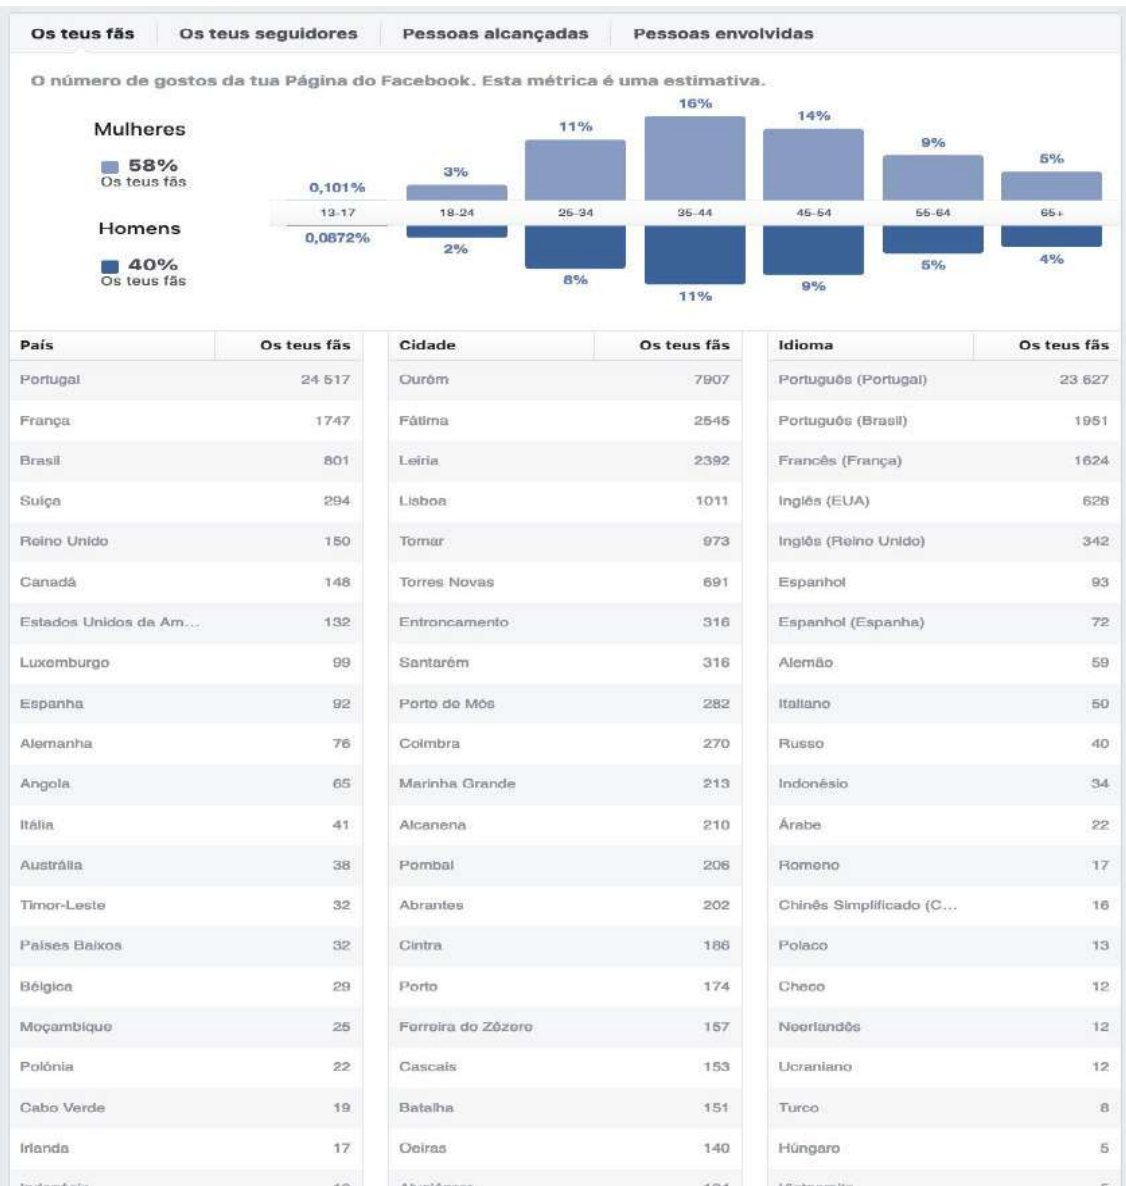 Os teus fãs Os teus seguidores Pessoas alcançadas Pessoas envolvidas
O número de gostos da tua Página do Facebook. Esta métrica é uma estimativa.
Mulheres
58%
Os teus fãs
Homens
40%
Os teus fãs
0,101% 3% 11% 16% 14% 9% 5%
13-17 18-24 25-34 35-44 45-54 55-64 65+
0,0872% 2% 8% 11% 9% 5% 4%
País Os teus fãs Cidade Os teus fãs Idioma Os teus fãs
Portugal 24 517 Ourém 7907 Português (Portugal) 23 627
França 1747 Fátima 2545 Português (Brasil) 1951
Brasil 801 Leiria 2392 Francês (França) 1624
Suíça 294 Lisboa 1011 Inglês (EUA) 628
Reino Unido 150 Tomar 973 Inglês (Reino Unido) 342
Canadá 148 Torres Novas 691 Espanhol 93
Estados Unidos da Am... 132 Entroncamento 316 Espanhol (Espanha) 72
Luxemburgo 99 Santarém 316 Alemão 59
Espanha 92 Porto de Mós 282 Italiano 50
Alemanha 76 Coimbra 270 Russo 40
Angola 65 Marinha Grande 213 Indonésio 34
Itália 41 Alcanena 210 Árabe 22
Austrália 38 Pombal 206 Romeno 17
Timor-Leste 32 Abrantes 202 Chinês Simplificado (C... 16
Países Baixos 32 Cintra 186 Polaco 13
Bélgica 29 Porto 174 Checo 12
Moçambique 25 Ferreira do Zêzere 157 Neerlandês 12
Polónia 22 Cascais 153 Ucraniano 12
Cabo Verde 19 Batalha 151 Turco 8
Irlanda 17 Oeiras 140 Húngaro 5